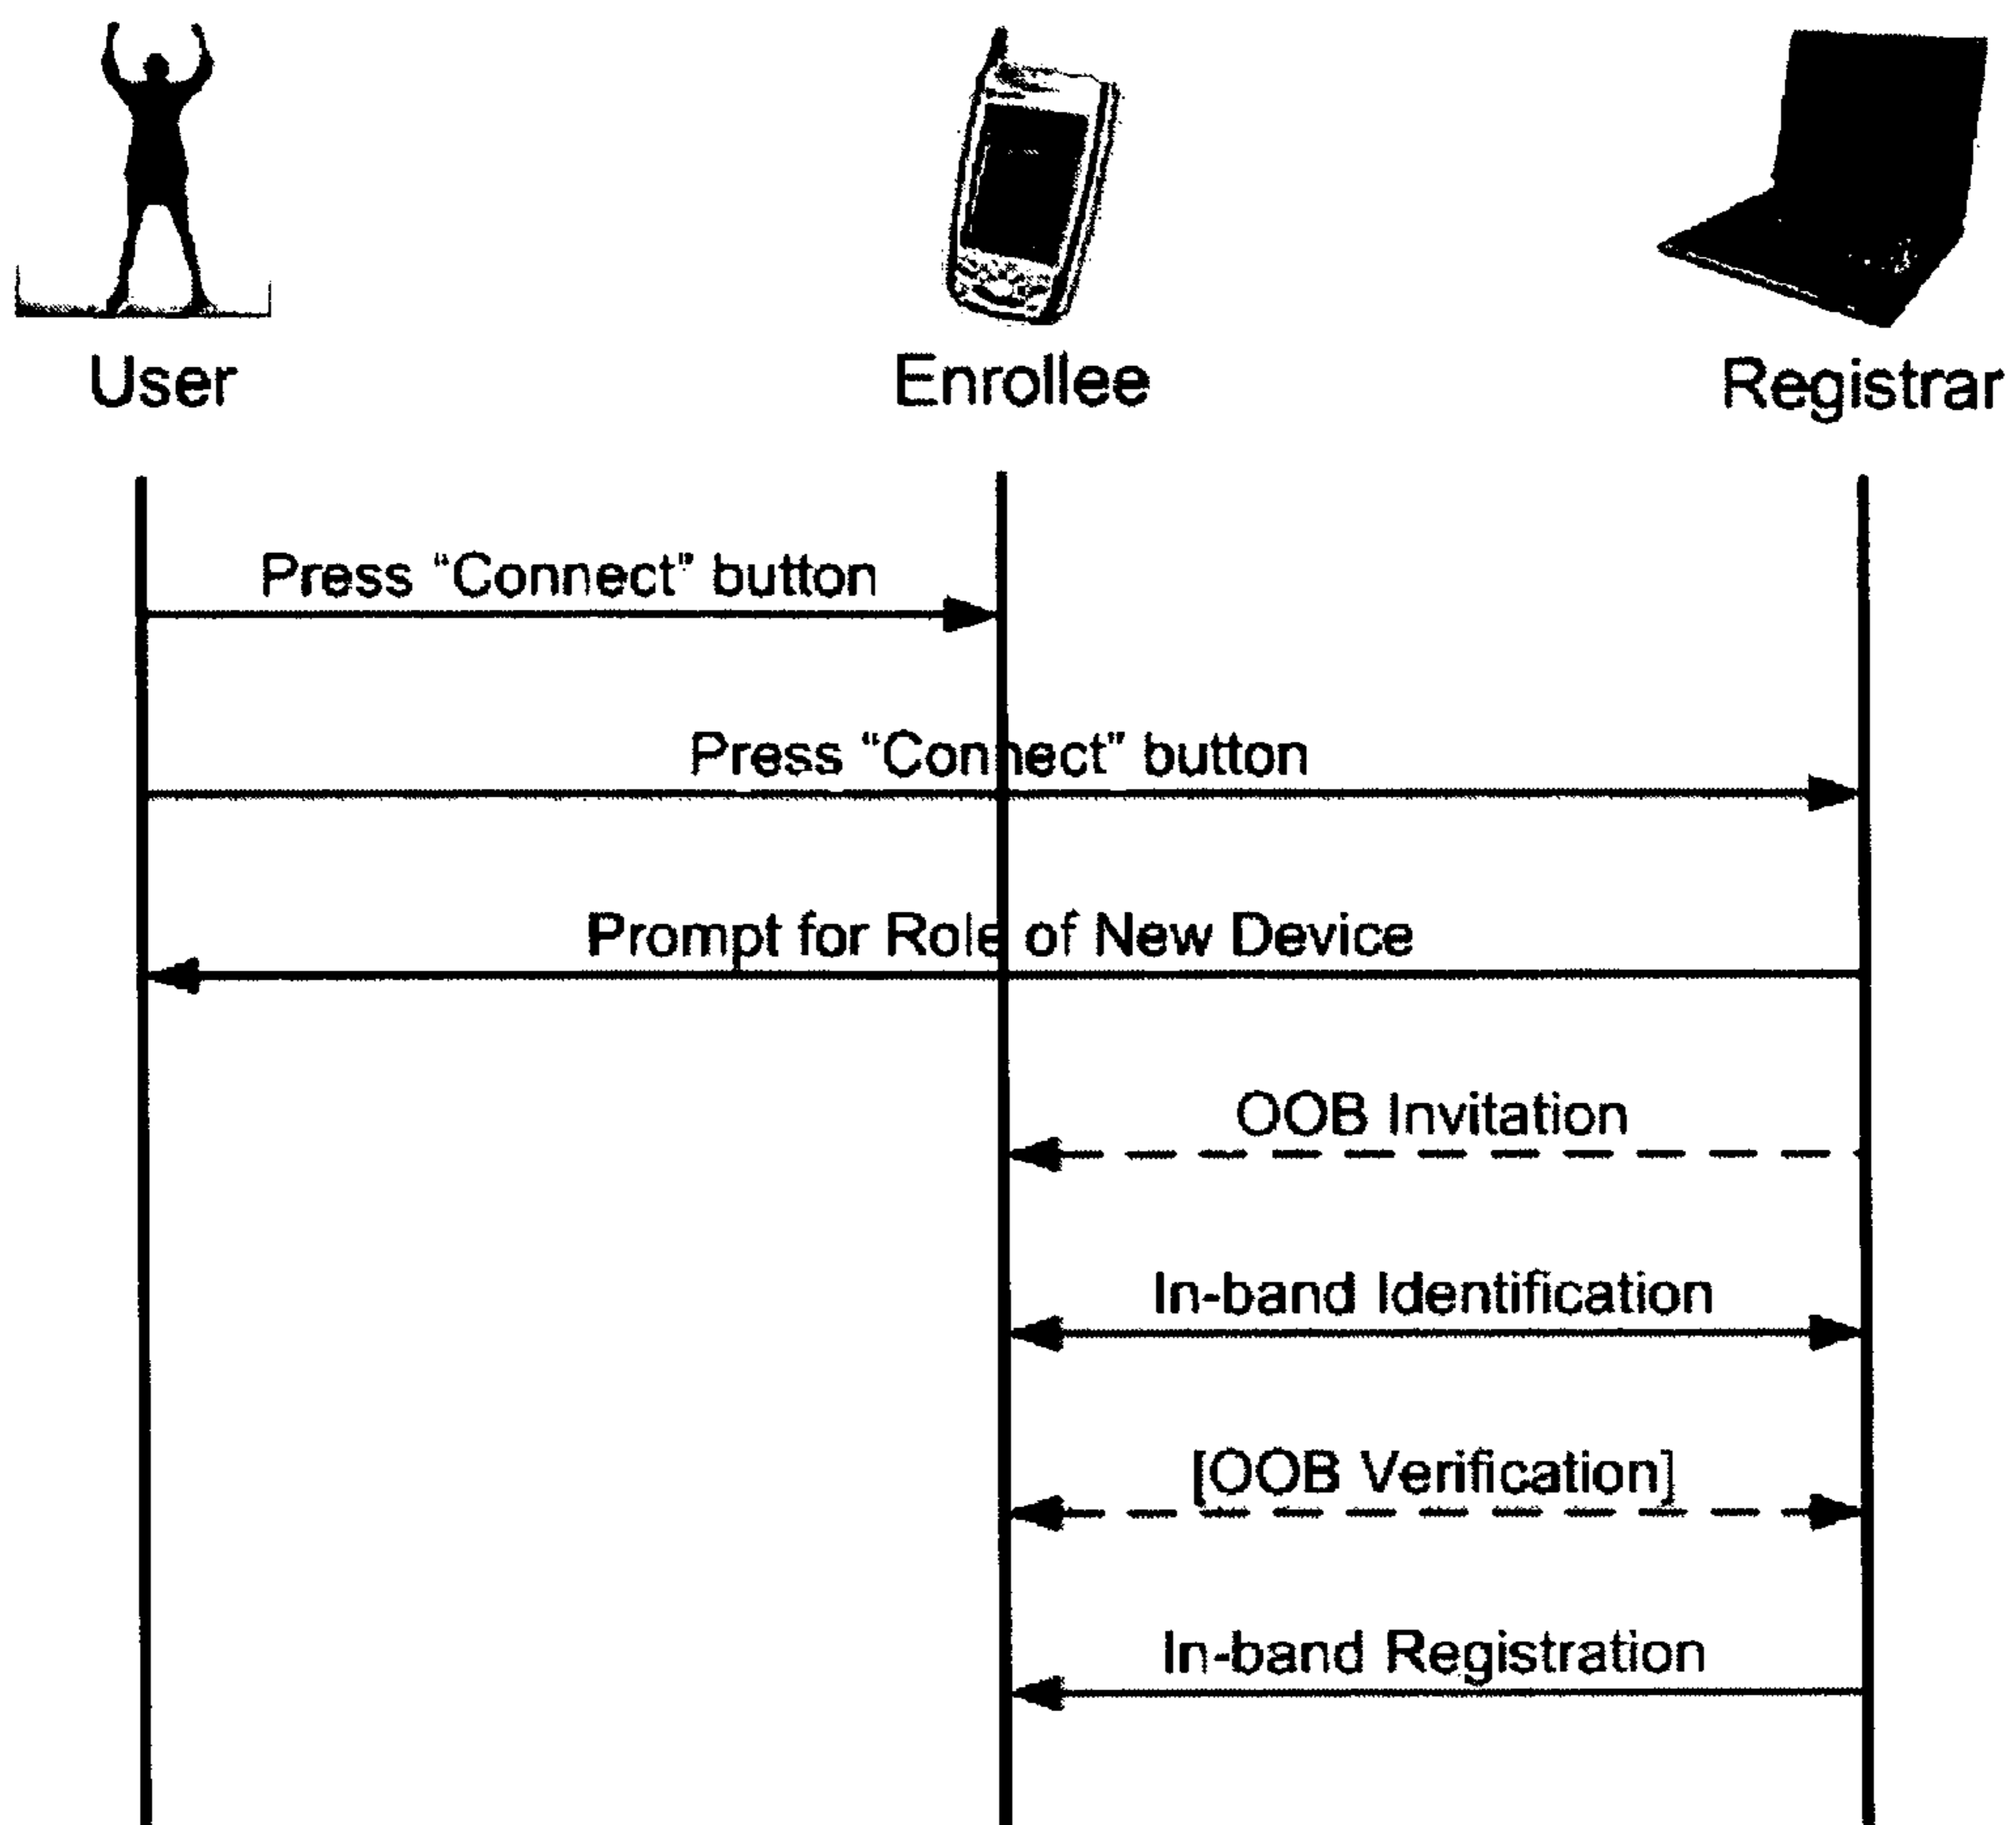 User
Enrollee
Registrar
Press “Connect” button
Press “Connect” button
Prompt for Role of New Device
OOB Invitation
In-band Identification
[OOB Verification]
In-band Registration